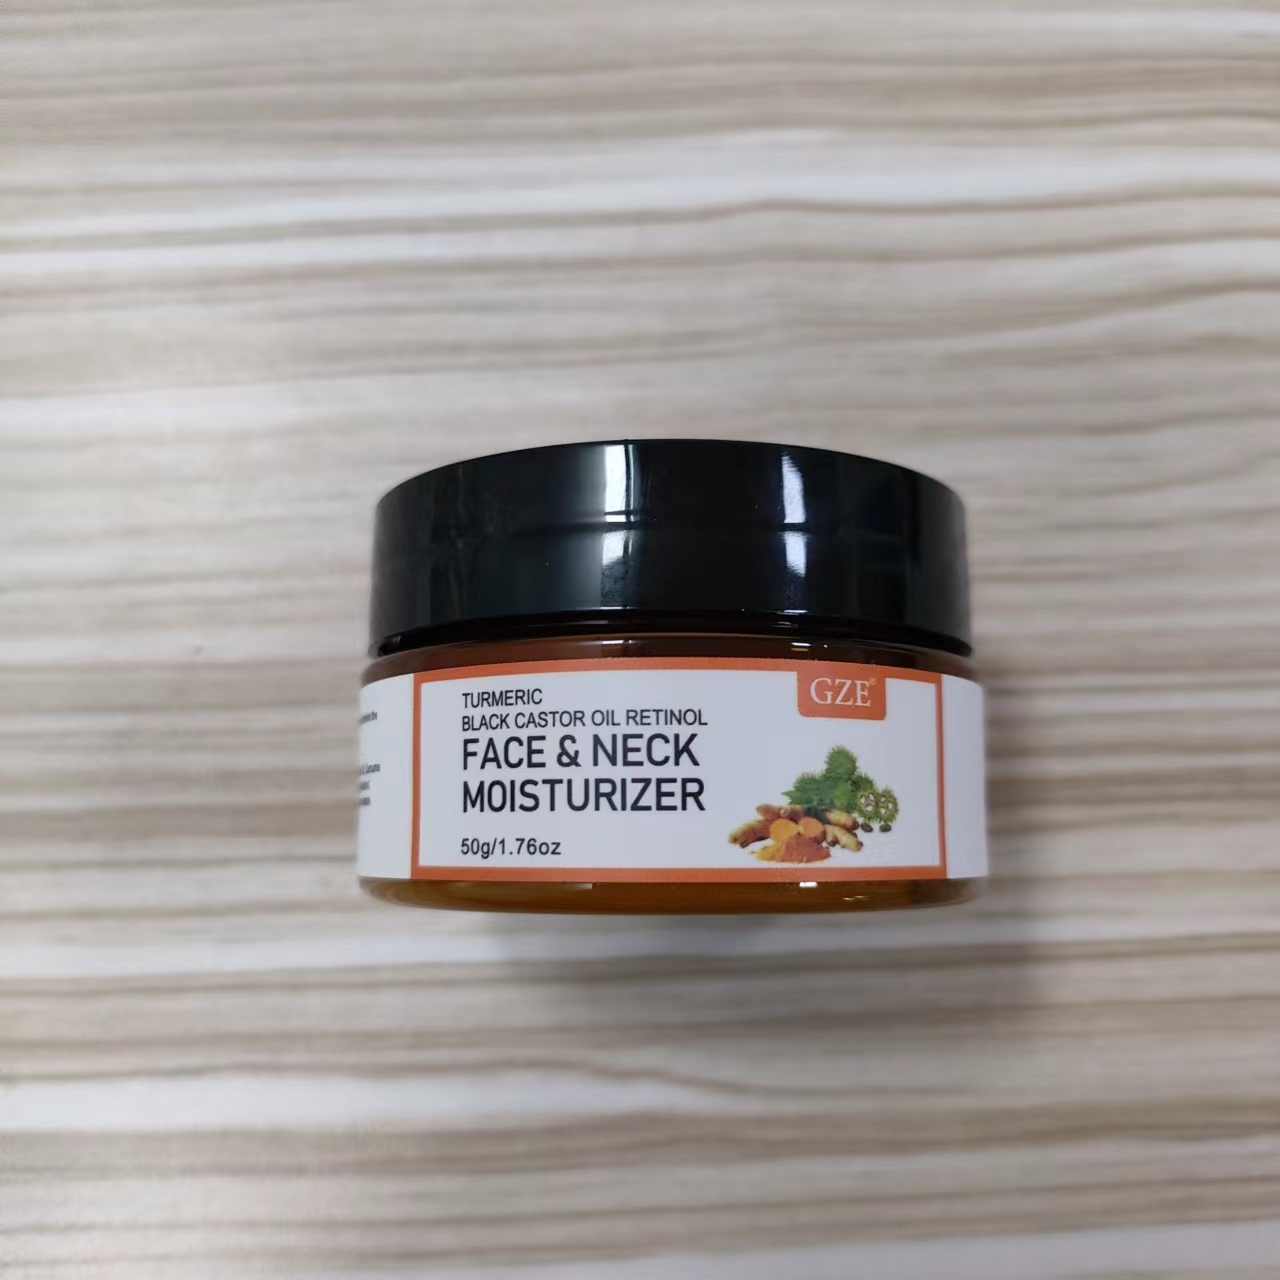 TURMERIC
BLACK CASTOR OIL RETINOL
FACE & NECK
MOISTURIZER
50g/1.76oz
GZE®